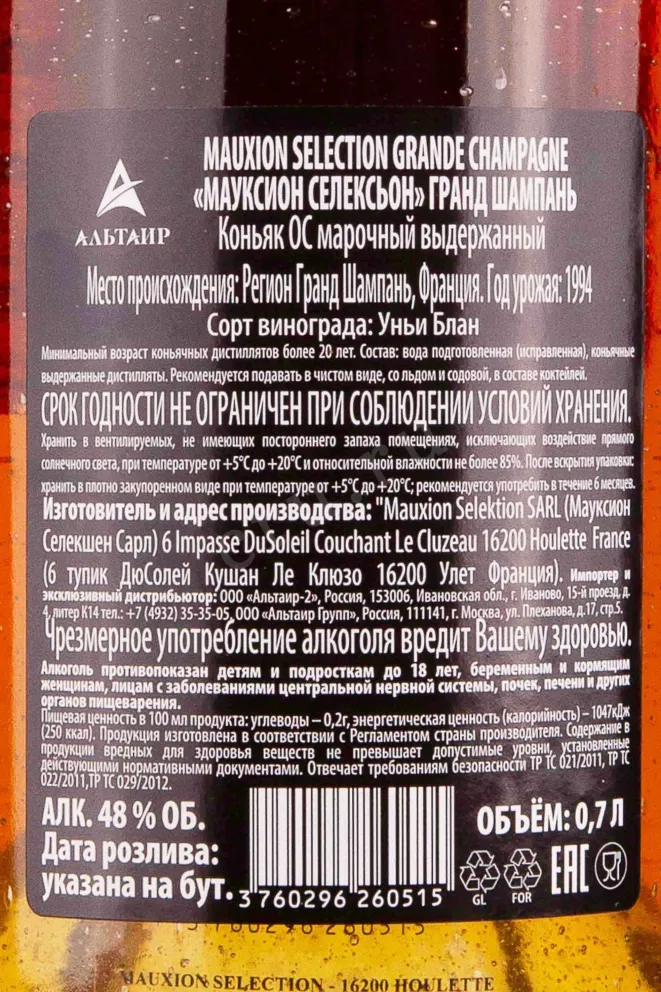 MAUXION SELECTION GRANDE CHAMPAGNE
«МАУКСИОН СЕЛЕКСЬОН» ГРАНД ШАМПАНЬ
АЛЬТАИР
Коньяк ОС марочный выдержанный
Место происхождения: Регион Гранд Шампань, Франция. Год урожая: 1994
Сорт винограда: Уньи Блан
Минимальный возраст коньячных дистиллятов более 20 лет. Состав: вода подготовленная (исправленная), коньячные
выдержанные дистилляты. Рекомендуется подавать в чистом виде, со льдом и содовой, в составе коктейлей.
СРОК ГОДНОСТИ НЕ ОГРАНИЧЕН ПРИ СОБЛЮДЕНИИ УСЛОВИЙ ХРАНЕНИЯ.
Хранить в вентилируемых, не имеющих постороннего запаха помещениях, исключающих воздействие прямого
солнечного света, при температуре от +5°С до +20°С и относительной влажности не более 85%. После вскрытия упаковки:
хранить в плотно закупоренном виде при температуре от +5°С до +20°С; рекомендуется употребить в течение 6 месяцев.
Изготовитель и адрес производства: "Mauxion Selektion SARL (Мауксион
Селекшен Сарл) 6 Impasse DuSoleil Couchant Le Cluzeau 16200 Houlette France
(6 тупик ДюСолей Кушан Ле Клюзо 16200 Улет Франция). Импортер и
эксклюзивный дистрибьютор: ООО «Альтаир-2», Россия, 153006, Ивановская обл., г. Иваново, 15-й проезд, д.
4, литер К14 тел.: +7 (4932) 35-35-05, ООО «Альтаир Групп», Россия, 111141, г. Москва, ул. Плеханова, д.17, стр.5.
Чрезмерное употребление алкоголя вредит Вашему здоровью.
Алкоголь противопоказан детям и подросткам до 18 лет, беременным и кормящим
женщинам, лицам с заболеваниями центральной нервной системы, почек, печени и других
органов пищеварения.
Пищевая ценность в 100 мл продукта: углеводы – 0,2г, энергетическая ценность (калорийность) – 1047кДж
(250 ккал). Продукция изготовлена в соответствии с Регламентом страны производителя. Содержание в
продукции вредных для здоровья веществ не превышает допустимые уровни, установленные
действующими нормативными документами. Отвечает требованиям безопасности ТР ТС 021/2011, ТР ТС
022/2011,ТР ТС 029/2012.
АЛК. 48 % ОБ.
Дата розлива:
указана на бут.
3 760296 260515
ОБЪЁМ: 0,7 Л
GL
FOR
EAC
3 760296 260515
MAUXION SELECTION - 16200 HOULETTE